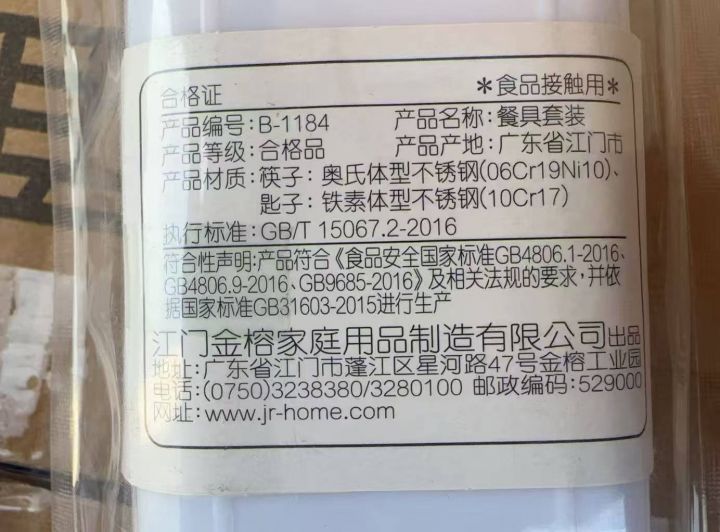 合格证 *食品接触用*
产品编号：B-1184 产品名称：餐具套装
产品等级：合格品 产品产地：广东省江门市
产品材质：筷子：奥氏体型不锈钢(06Cr19Ni10)、
匙子：铁素体型不锈钢(10Cr17)
执行标准：GB/T 15067.2-2016
符合性声明：产品符合《食品安全国家标准GB4806.1-2016、
GB4806.9-2016、GB9685-2016》及相关法规的要求，并依
据国家标准GB31603-2015进行生产
江门金榕家庭用品制造有限公司出品
地址：广东省江门市蓬江区星河路47号金榕工业园
电话：(0750)3238380/3280100 邮政编码：529000
网址：www.jr-home.com